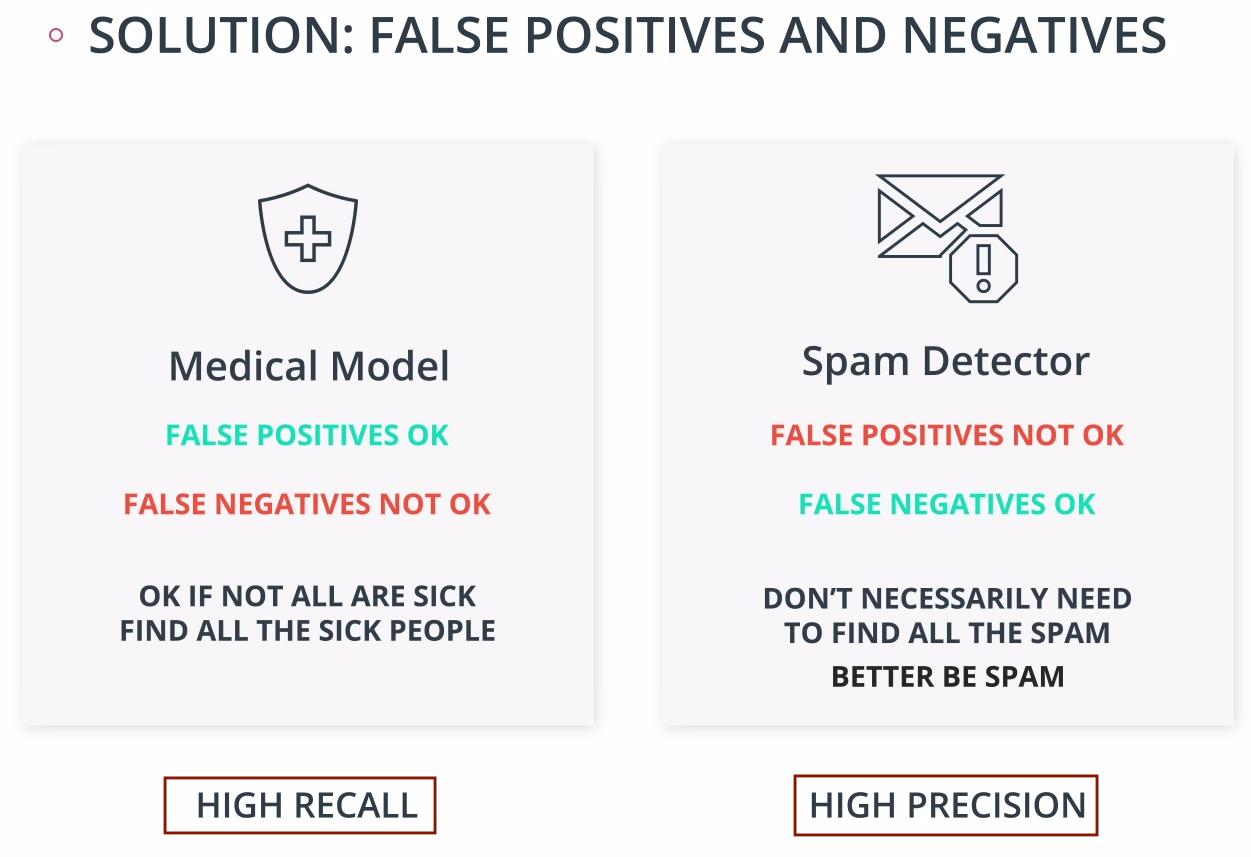 SOLUTION: FALSE POSITIVES AND NEGATIVES
Medical Model
FALSE POSITIVES OK
FALSE NEGATIVES NOT OK
OK IF NOT ALL ARE SICK
FIND ALL THE SICK PEOPLE
HIGH RECALL
Spam Detector
FALSE POSITIVES NOT OK
FALSE NEGATIVES OK
DON’T NECESSARILY NEED
TO FIND ALL THE SPAM
BETTER BE SPAM
HIGH PRECISION